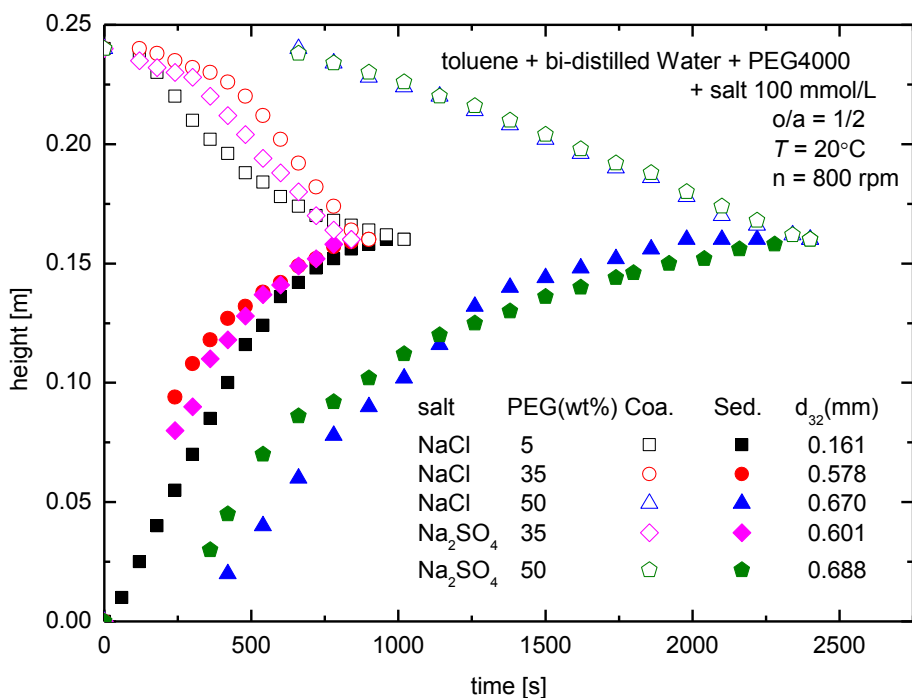 0.25
0.20
0.15
0.10
0.05
0.00
height [m]
0 500 1000 1500 2000 2500
time [s]
toluene + bi-distilled Water + PEG4000
+ salt 100 mmol/L
o/a = 1/2
T = 20°C
n = 800 rpm
salt PEG(wt%) Coa. Sed. d₃₂(mm)
NaCl 5 0.161
NaCl 35 0.578
NaCl 50 0.670
Na₂SO₄ 35 0.601
Na₂SO₄ 50 0.688